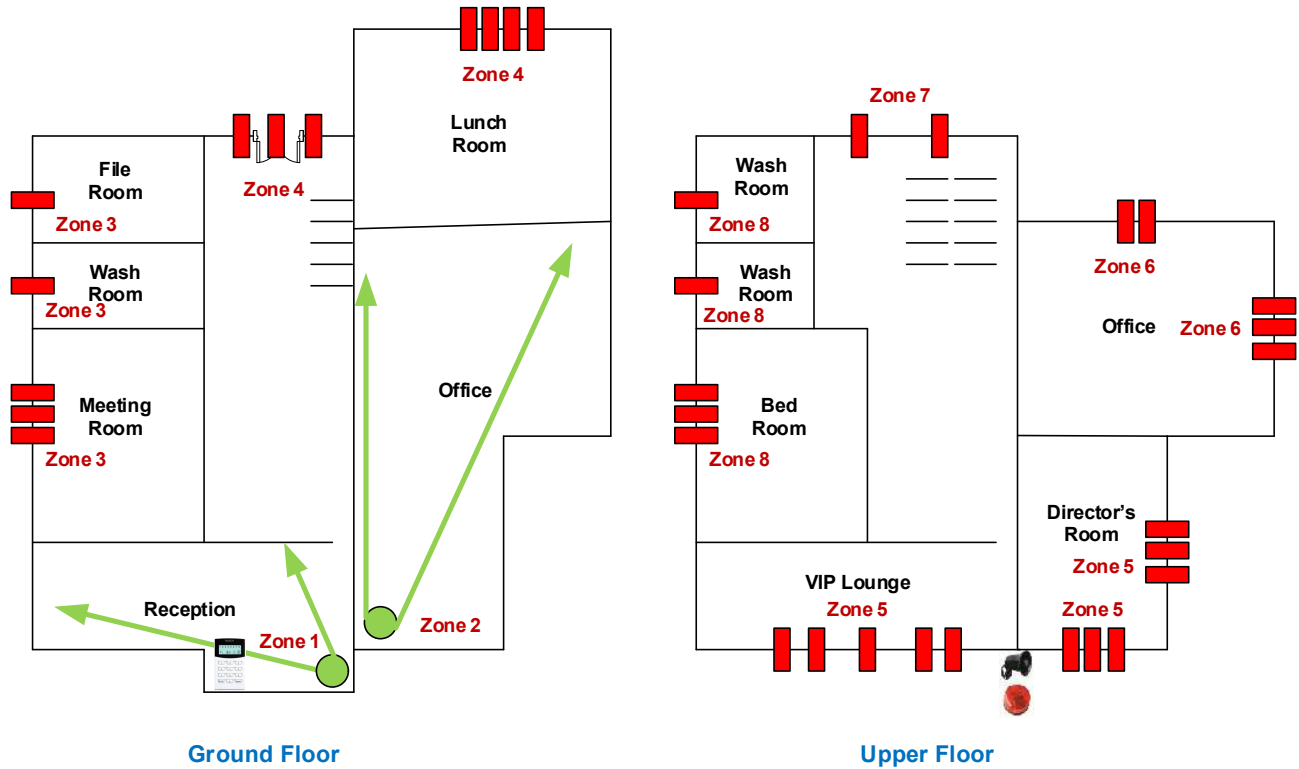 Zone 4
Lunch
Room
File
Room
Zone 4
Zone 3
Wash
Room
Zone 3
Meeting
Room
Zone 3
Office
Reception
Zone 1
Zone 2
Ground Floor
Zone 7
Wash
Room
Zone 8
Wash
Room
Zone 8
Zone 6
Office
Zone 6
Bed
Room
Zone 8
Director's
Room
Zone 5
VIP Lounge
Zone 5
Zone 5
Upper Floor